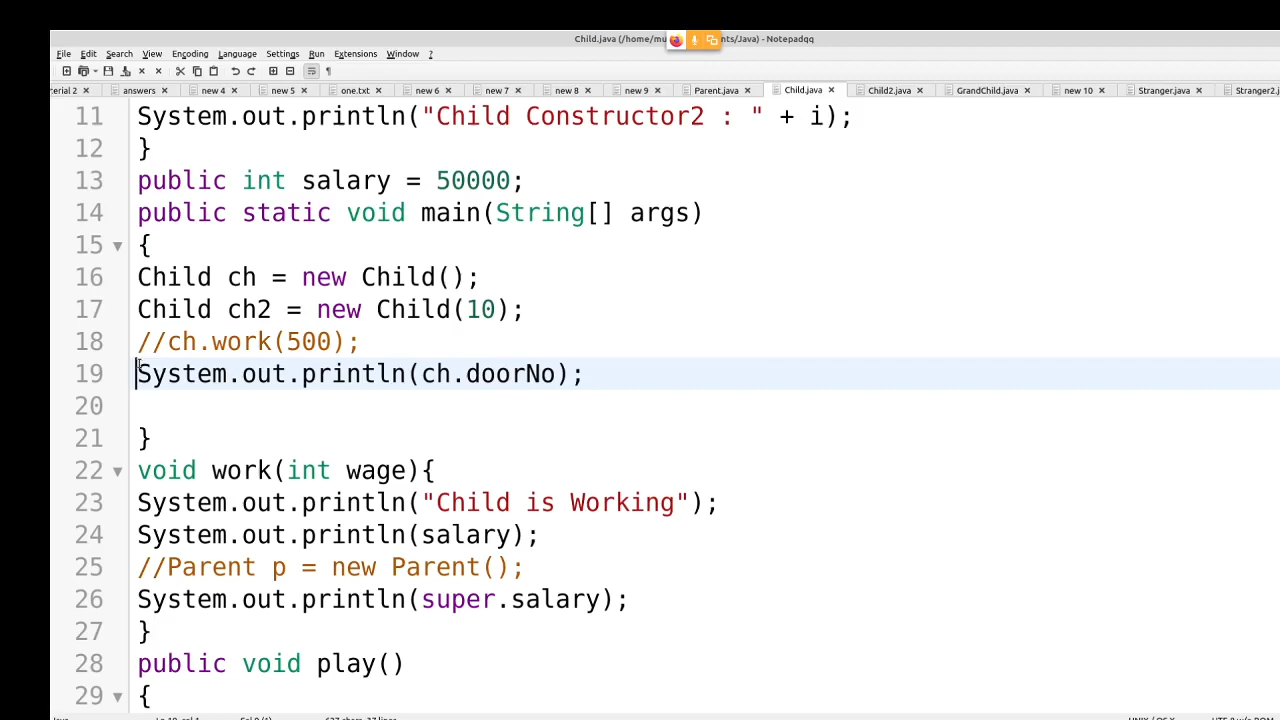 Child.java (/home/mu nts/Java) - Notepadqq
File Edit Search View Encoding Language Settings Run Extensions Window ?
terial 2 answers new 4 new 5 one.txt new 6 new 7 new 8 new 9 Parent.java Child.java Child2.java GrandChild.java new 10 Stranger.java Stranger2.
11 System.out.println("Child Constructor2 : " + i);
12 }
13 public int salary = 50000;
14 public static void main(String[] args)
15 {
16 Child ch = new Child();
17 Child ch2 = new Child(10);
18 //ch.work(500);
19 System.out.println(ch.doorNo);
20
21 }
22 void work(int wage){
23 System.out.println("Child is Working");
24 System.out.println(salary);
25 //Parent p = new Parent();
26 System.out.println(super.salary);
27 }
28 public void play()
29 {